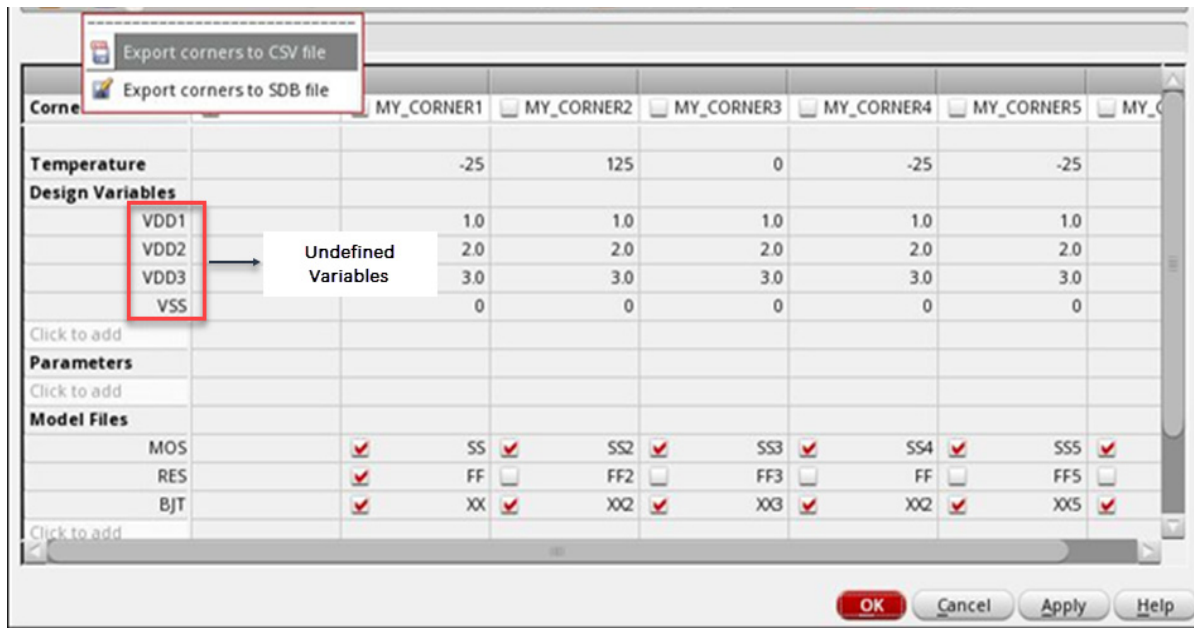 Export corners to CSV file
Export corners to SDB file
Corne MY_CORNER1 MY_CORNER2 MY_CORNER3 MY_CORNER4 MY_CORNER5 MY_
Temperature -25 125 0 -25 -25
Design Variables
VDD1 1.0 1.0 1.0 1.0 1.0
VDD2 2.0 2.0 2.0 2.0 2.0
VDD3 3.0 3.0 3.0 3.0 3.0
Undefined
Variables
VSS 0 0 0 0 0
Click to add
Parameters
Click to add
Model Files
MOS SS SS2 SS3 SS4 SS5
RES FF FF2 FF3 FF FF5
BJT XX XX2 XX3 XX2 XX5
Click to add
OK Cancel Apply Help